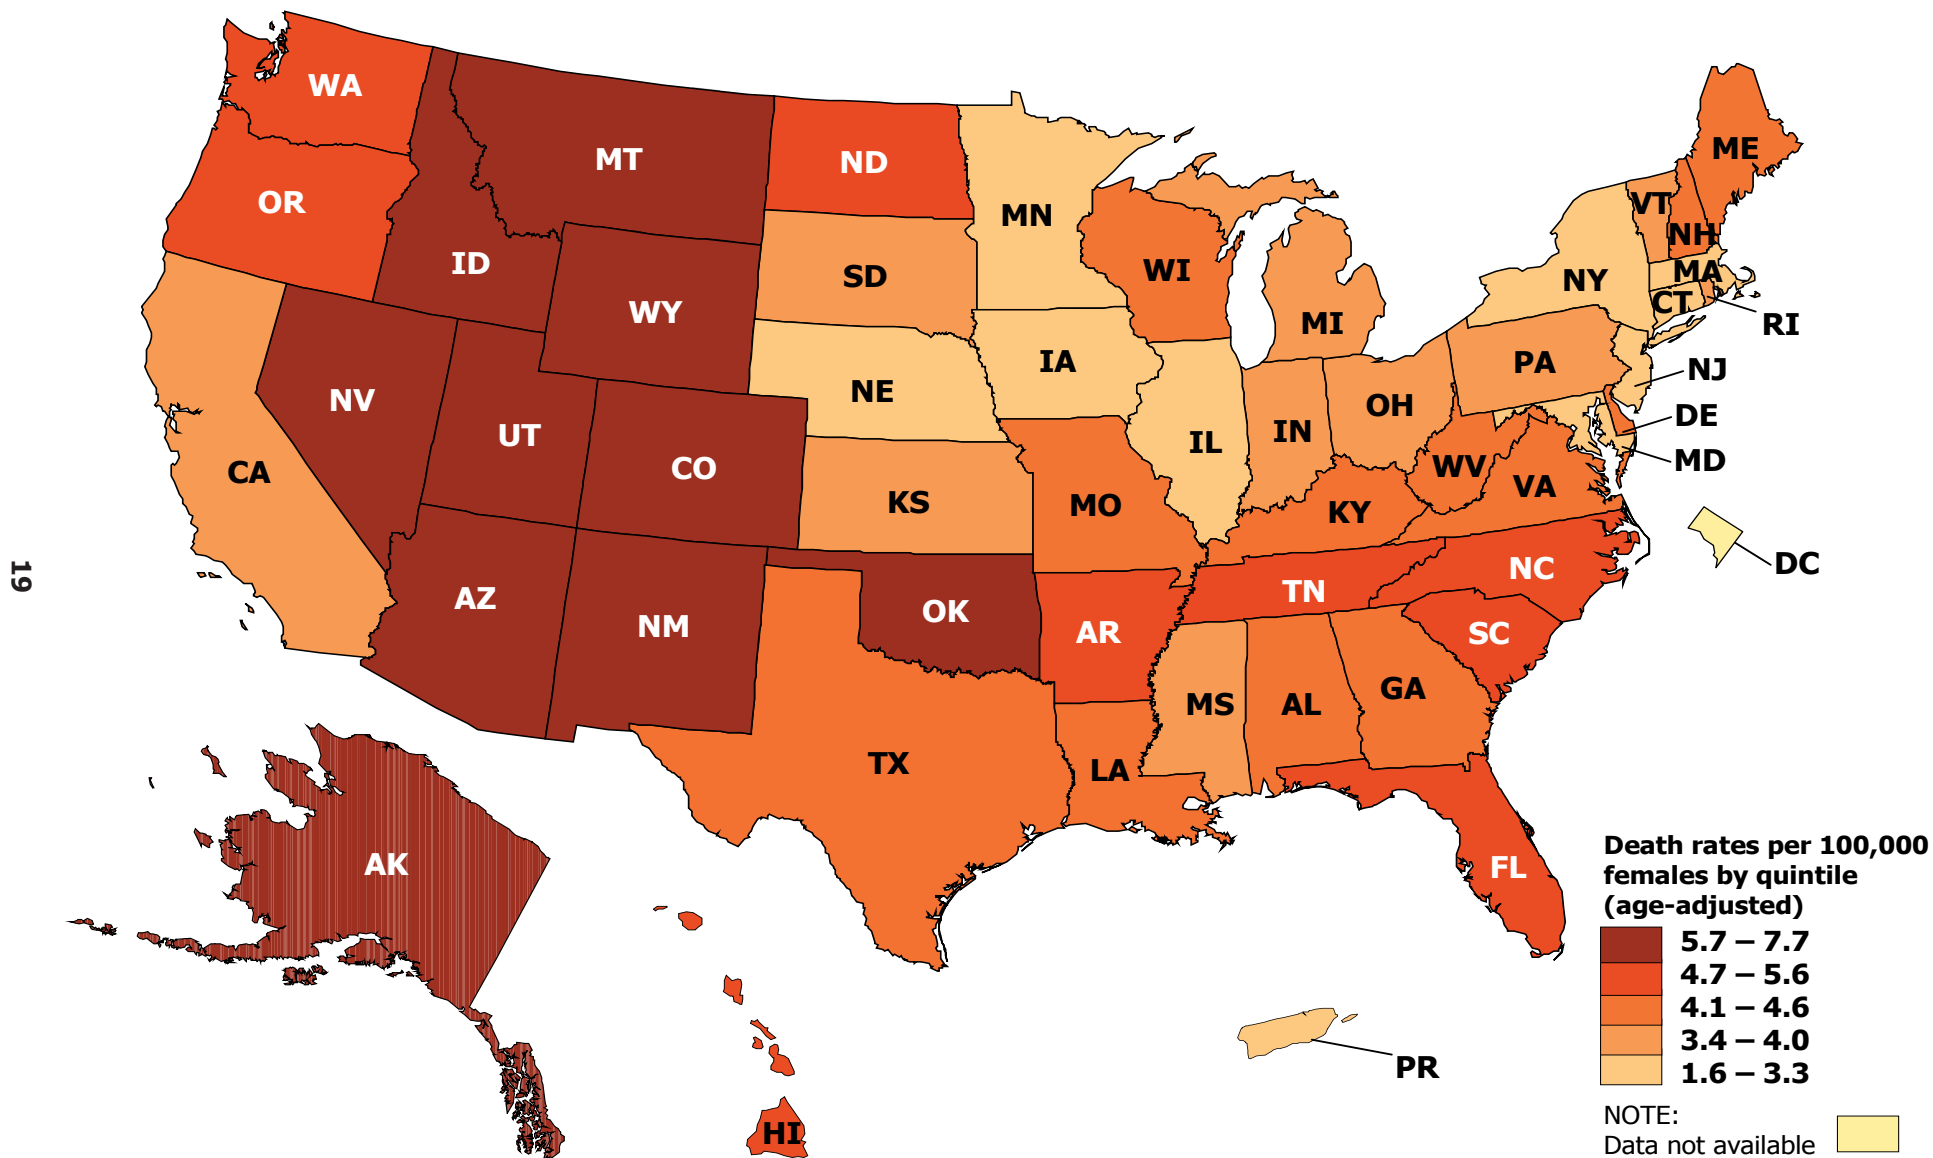 WA
MT
ND
ME
OR
MN
VT
NH
ID
SD
WI
MA
NY
WY
CT
MI
RI
IA
PA
NJ
NE
NV
OH
DE
UT
IN
IL
CO
MD
CA
WV
VA
KS
MO
KY
DC
NC
19
TN
AZ
OK
NM
AR
SC
GA
MS
AL
TX
LA
AK
FL
Death rates per 100,000
females by quintile
(age-adjusted)
5.7 – 7.7
4.7 – 5.6
4.1 – 4.6
3.4 – 4.0
1.6 – 3.3
PR
HI
NOTE:
Data not available